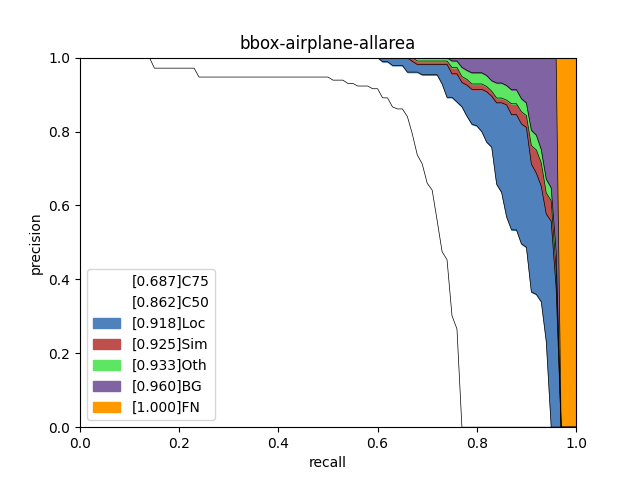 bbox-airplane-allarea
1.0
0.8
0.6
0.4
0.2
0.0
precision
[0.687]C75
[0.862]C50
[0.918]Loc
[0.925]Sim
[0.933]Oth
[0.960]BG
[1.000]FN
0.0 0.2 0.4 0.6 0.8 1.0
recall